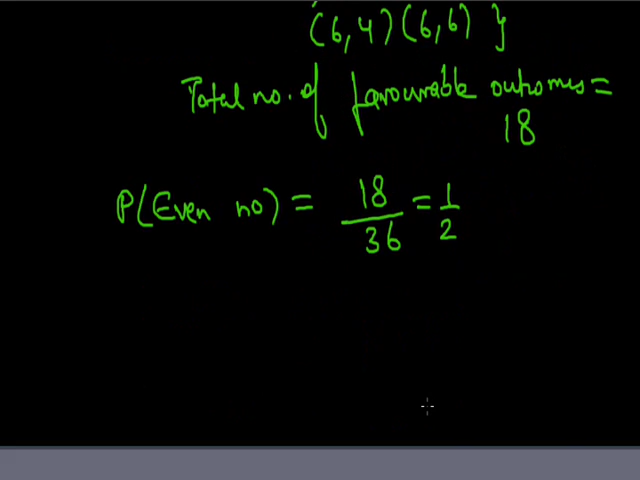 (6,4)(6,6) }
Total no. of favourable outcomes =
18
P(Even no) = 18/36 = 1/2